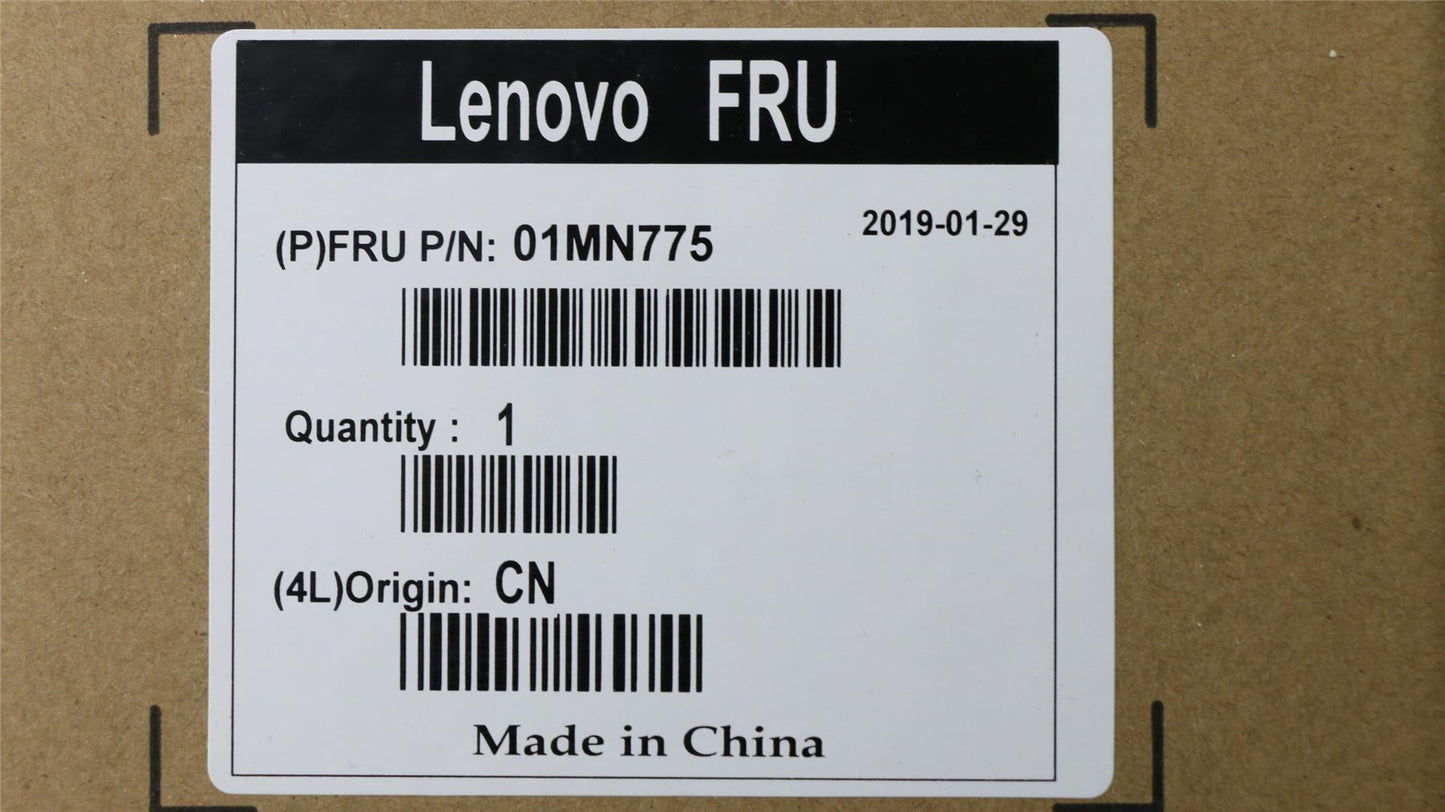 Lenovo FRU
(P)FRU P/N: 01MN775
2019-01-29
Quantity : 1
(4L)Origin: CN
Made in China